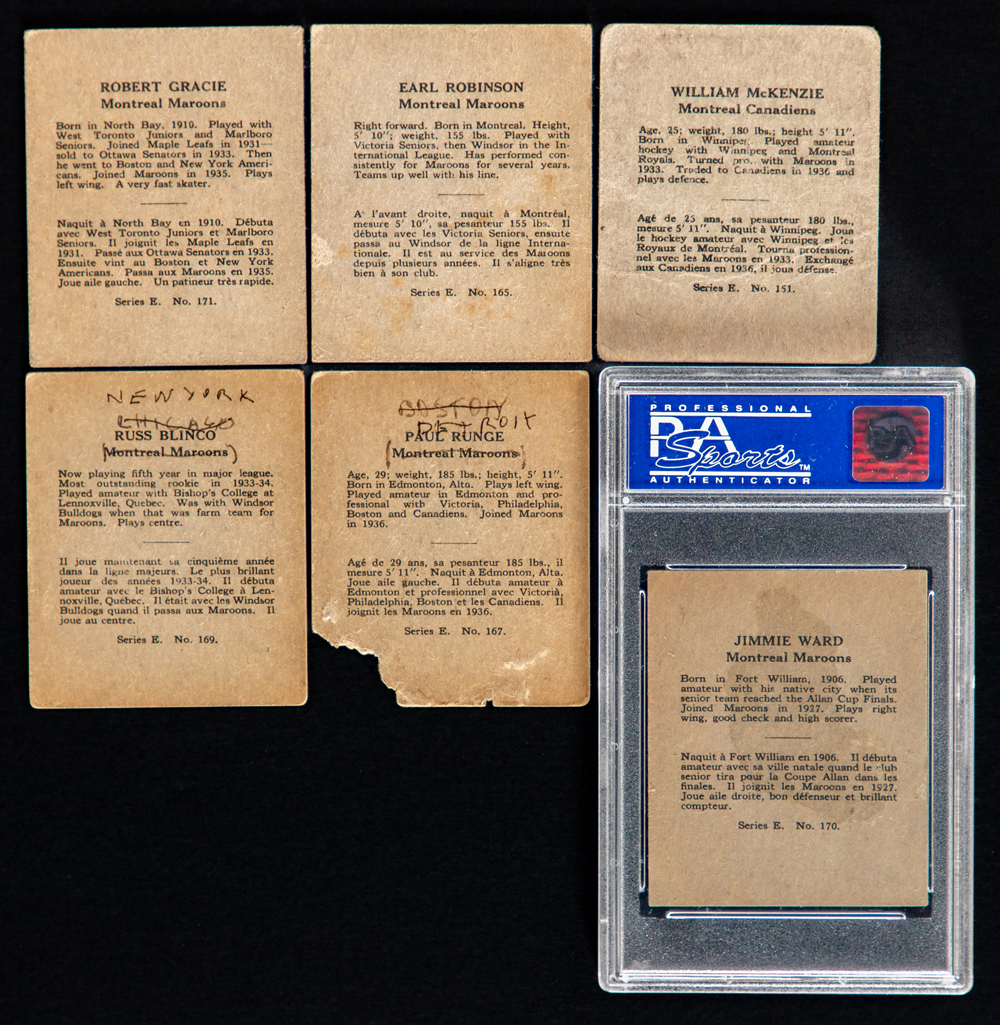 ROBERT GRACIE
Montreal Maroons
Born in North Bay, 1910. Played with
West Toronto Juniors and Marlboro
Seniors. Joined Maple Leafs in 1931—
sold to Ottawa Senators in 1933. Then
he went to Boston and New York Ameri-
cans. Joined Maroons in 1935. Plays
left wing. A very fast skater.
Naquit à North Bay en 1910. Débuta
avec West Toronto Juniors et Marlboro
Seniors. Il joignit les Maple Leafs en
1931. Passé aux Ottawa Senators en 1933.
Ensuite vint au Boston et New York
Americans. Passa aux Maroons en 1935.
Joue aile gauche. Un patineur très rapide.
Series E. No. 171.
EARL ROBINSON
Montreal Maroons
Right forward. Born in Montreal. Height,
5' 10"; weight, 155 lbs. Played with
Victoria Seniors, then Windsor in the In-
ternational League. Has performed con-
sistently for Maroons for several years.
Teams up well with his line.
A l'avant droite, naquit à Montréal,
mesure 5' 10", sa pesanteur 155 lbs. Il
débuta avec les Victoria Seniors, ensuite
passa au Windsor de la ligne Interna-
tionale. Il est au service des Maroons
depuis plusieurs années. Il s'aligne très
bien à son club.
Series E. No. 165.
WILLIAM McKENZIE
Montreal Canadiens
Age, 25; weight, 180 lbs.; height 5' 11".
Born in Winnipeg. Played amateur
hockey with Winnipeg and Montreal
Royals. Turned pro. with Maroons in
1933. Traded to Canadiens in 1936 and
plays defence.
Agé de 25 ans, sa pesanteur 180 lbs.,
mesure 5' 11". Naquit à Winnipeg. Joua
le hockey amateur avec Winnipeg et les
Royaux de Montréal. Tourna profession-
nel avec les Maroons en 1933. Exchangé
aux Canadiens en 1936, il joua défense.
Series E. No. 151.
NEW YORK
CHICAGO
RUSS BLINCO
(Montreal Maroons)
Now playing fifth year in major league.
Most outstanding rookie in 1933-34.
Played amateur with Bishop's College at
Lennoxville, Quebec. Was with Windsor
Bulldogs when that was farm team for
Maroons. Plays centre.
Il joue maintenant sa cinquième année
dans la ligne majeurs. Le plus brillant
joueur des années 1933-34. Il débuta
amateur avec le Bishop's College à Len-
noxville, Québec. Il était avec les Windsor
Bulldogs quand il passa aux Maroons. Il
joue au centre.
Series E. No. 169.
BOSTON
DETROIT
PAUL RUNGE
(Montreal Maroons)
Age, 29; weight, 185 lbs.; height, 5' 11".
Born in Edmonton, Alta. Plays left wing.
Played amateur in Edmonton and pro-
fessional with Victoria, Philadelphia,
Boston and Canadiens. Joined Maroons
in 1936.
Agé de 29 ans, sa pesanteur 185 lbs., il
mesure 5' 11". Naquit à Edmonton, Alta.
Joue aile gauche. Il débuta amateur à
Edmonton et professionnel avec Victorià,
Philadelphia, Boston et les Canadiens. Il
joignit les Maroons en 1936.
Series E. No. 167.
PROFESSIONAL
PSA
Sports™
AUTHENTICATOR
JIMMIE WARD
Montreal Maroons
Born in Fort William, 1906. Played
amateur with his native city when its
senior team reached the Allan Cup Finals.
Joined Maroons in 1927. Plays right
wing, good check and high scorer.
Naquit à Fort William en 1906. Il débuta
amateur avec sa ville natale quand le club
senior tira pour la Coupe Allan dans les
finales. Il joignit les Maroons en 1927.
Joue aile droite, bon défenseur et brillant
compteur.
Series E. No. 170.